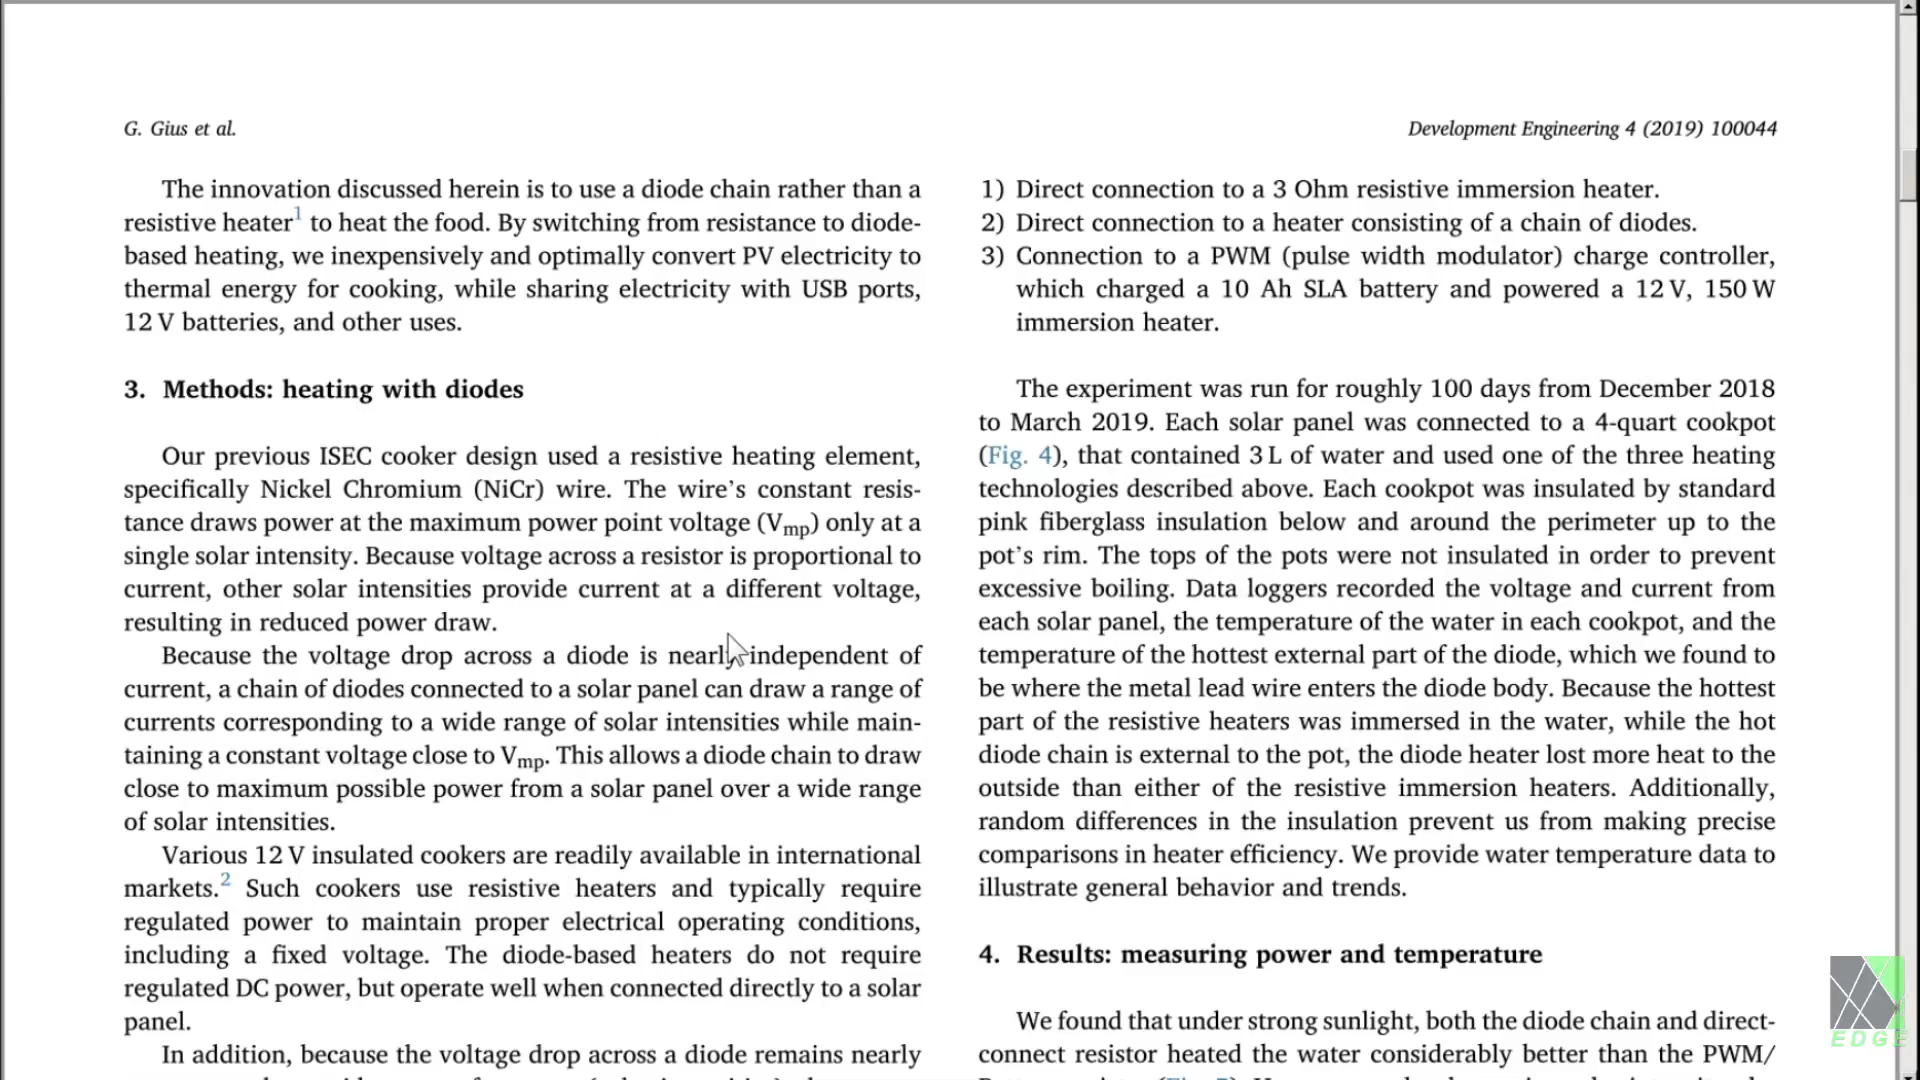 G. Gius et al.
Development Engineering 4 (2019) 100044
The innovation discussed herein is to use a diode chain rather than a
resistive heater1 to heat the food. By switching from resistance to diode-
based heating, we inexpensively and optimally convert PV electricity to
thermal energy for cooking, while sharing electricity with USB ports,
12 V batteries, and other uses.
3. Methods: heating with diodes
Our previous ISEC cooker design used a resistive heating element,
specifically Nickel Chromium (NiCr) wire. The wire's constant resis-
tance draws power at the maximum power point voltage (Vmp) only at a
single solar intensity. Because voltage across a resistor is proportional to
current, other solar intensities provide current at a different voltage,
resulting in reduced power draw.
Because the voltage drop across a diode is nearly independent of
current, a chain of diodes connected to a solar panel can draw a range of
currents corresponding to a wide range of solar intensities while main-
taining a constant voltage close to Vmp. This allows a diode chain to draw
close to maximum possible power from a solar panel over a wide range
of solar intensities.
Various 12 V insulated cookers are readily available in international
markets.2 Such cookers use resistive heaters and typically require
regulated power to maintain proper electrical operating conditions,
including a fixed voltage. The diode-based heaters do not require
regulated DC power, but operate well when connected directly to a solar
panel.
In addition, because the voltage drop across a diode remains nearly
1) Direct connection to a 3 Ohm resistive immersion heater.
2) Direct connection to a heater consisting of a chain of diodes.
3) Connection to a PWM (pulse width modulator) charge controller,
which charged a 10 Ah SLA battery and powered a 12 V, 150 W
immersion heater.
The experiment was run for roughly 100 days from December 2018
to March 2019. Each solar panel was connected to a 4-quart cookpot
(Fig. 4), that contained 3 L of water and used one of the three heating
technologies described above. Each cookpot was insulated by standard
pink fiberglass insulation below and around the perimeter up to the
pot's rim. The tops of the pots were not insulated in order to prevent
excessive boiling. Data loggers recorded the voltage and current from
each solar panel, the temperature of the water in each cookpot, and the
temperature of the hottest external part of the diode, which we found to
be where the metal lead wire enters the diode body. Because the hottest
part of the resistive heaters was immersed in the water, while the hot
diode chain is external to the pot, the diode heater lost more heat to the
outside than either of the resistive immersion heaters. Additionally,
random differences in the insulation prevent us from making precise
comparisons in heater efficiency. We provide water temperature data to
illustrate general behavior and trends.
4. Results: measuring power and temperature
We found that under strong sunlight, both the diode chain and direct-
connect resistor heated the water considerably better than the PWM/
EDGE